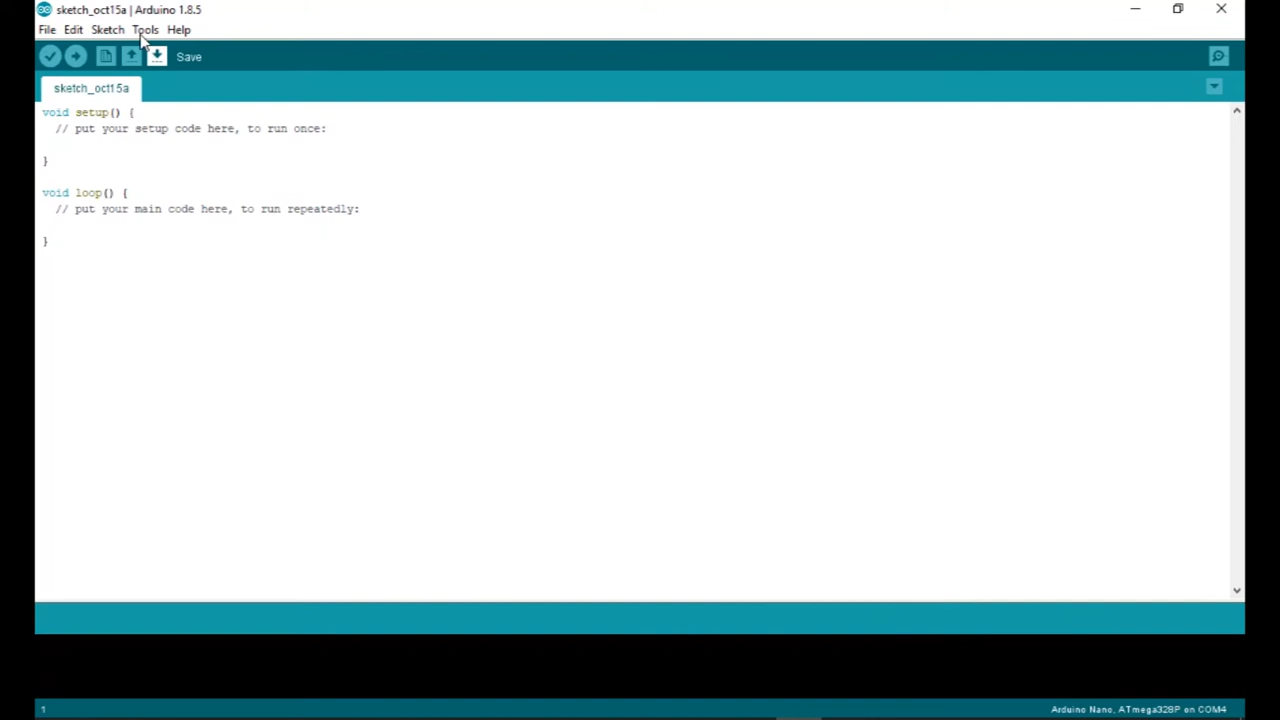 sketch_oct15a | Arduino 1.8.5
File Edit Sketch Tools Help
Save
sketch_oct15a
void setup() {
  // put your setup code here, to run once:
}
void loop() {
  // put your main code here, to run repeatedly:
}
1
Arduino Nano, ATmega328P on COM4